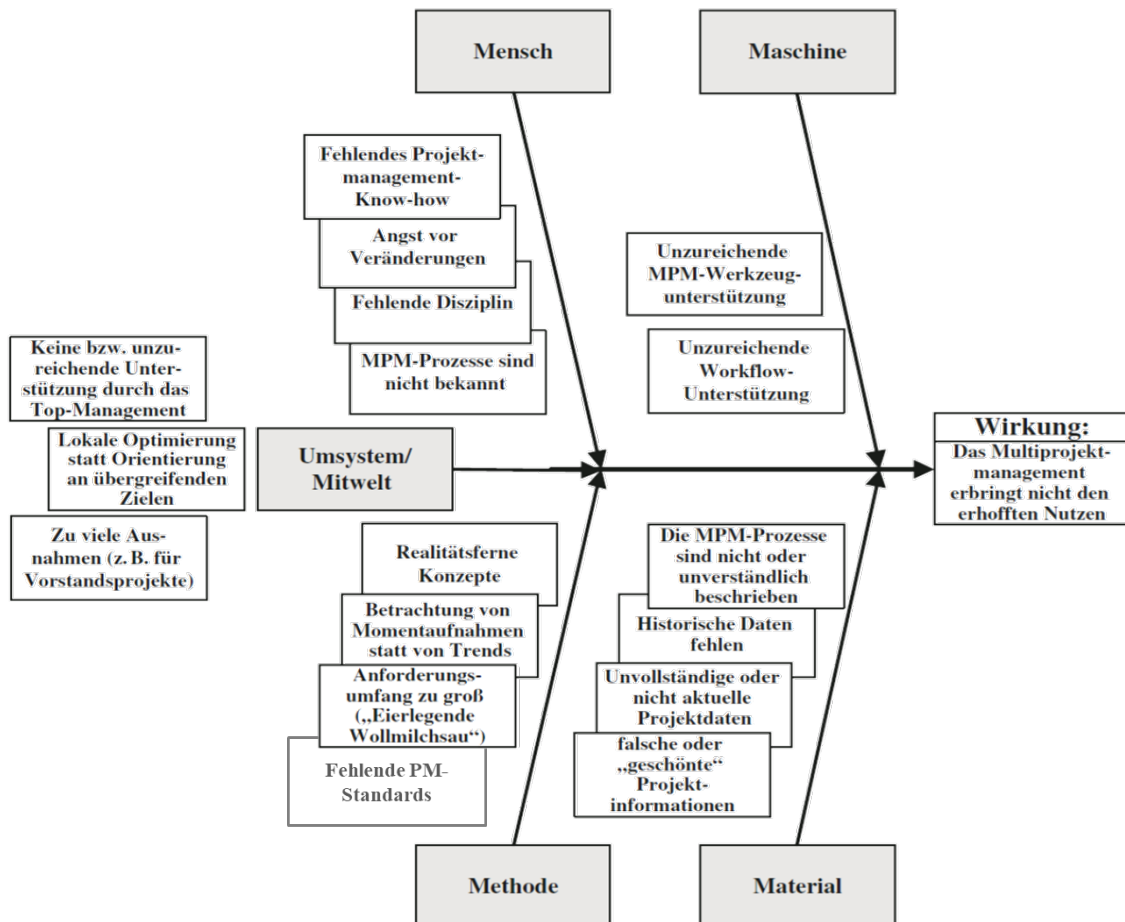 Mensch
Maschine
Fehlendes Projekt-
management-
Know-how
Angst vor
Veränderungen
Fehlende Disziplin
MPM-Prozesse sind
nicht bekannt
Unzureichende
MPM-Werkzeug-
unterstützung
Unzureichende
Workflow-
Unterstützung
Keine bzw. unzu-
reichende Unter-
stützung durch das
Top-Management
Lokale Optimierung
statt Orientierung
an übergreifenden
Zielen
Zu viele Aus-
nahmen (z. B. für
Vorstandsprojekte)
Umsystem/
Mitwelt
Wirkung:
Das Multiprojekt-
management
erbringt nicht den
erhofften Nutzen
Realitätsferne
Konzepte
Betrachtung von
Momentaufnahmen
statt von Trends
Anforderungs-
umfang zu groß
(„Eierlegende
Wollmilchsau“)
Fehlende PM-
Standards
Die MPM-Prozesse
sind nicht oder
unverständlich
beschrieben
Historische Daten
fehlen
Unvollständige oder
nicht aktuelle
Projektdaten
falsche oder
„geschönte“
Projekt-
informationen
Methode
Material